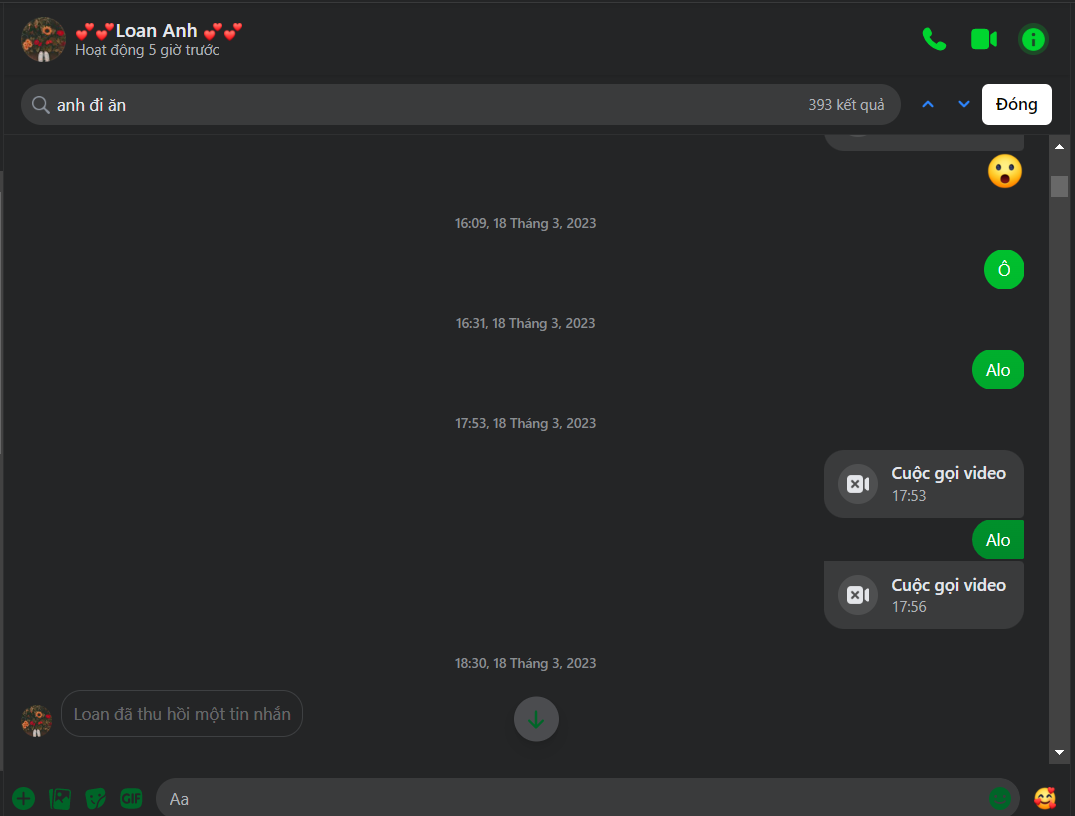 💕💕Loan Anh 💕💕
Hoạt động 5 giờ trước
anh đi ăn
393 kết quả
Đóng
16:09, 18 Tháng 3, 2023
Ô
16:31, 18 Tháng 3, 2023
Alo
17:53, 18 Tháng 3, 2023
Cuộc gọi video
17:53
Alo
Cuộc gọi video
17:56
18:30, 18 Tháng 3, 2023
Loan đã thu hồi một tin nhắn
GIF
Aa